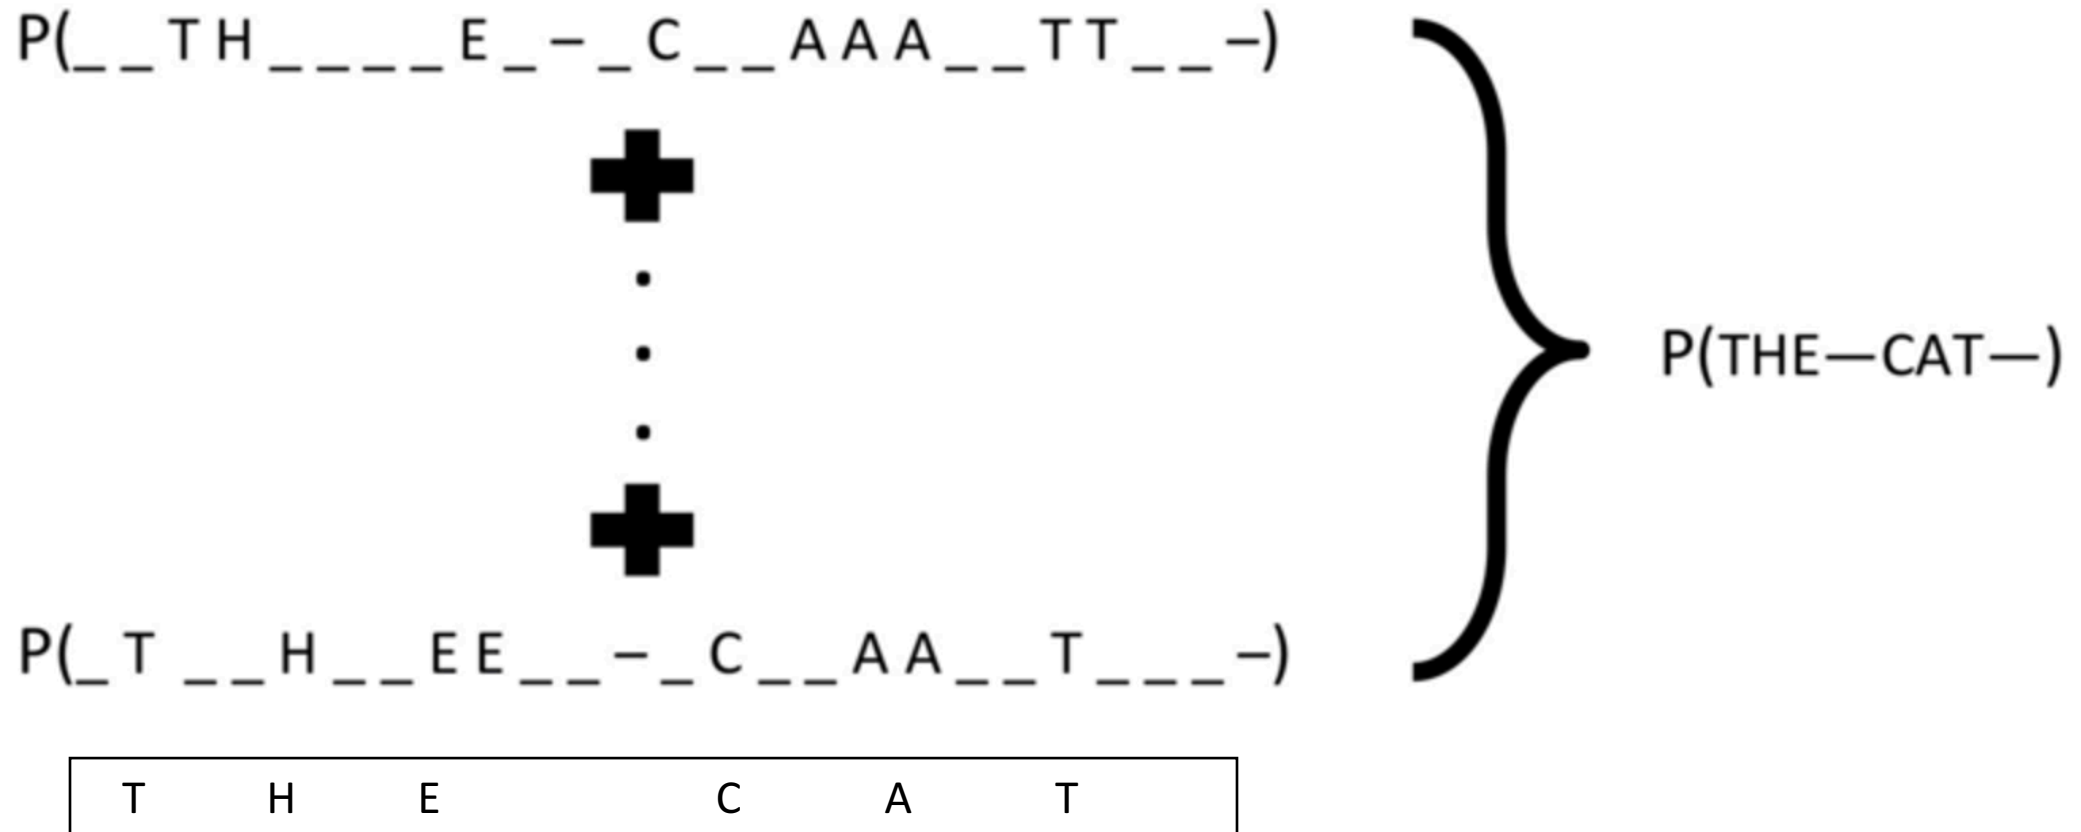 P(_ _ T H _ _ _ _ E _ – _ C _ _ A A A _ _ T T _ _ –)
P(THE—CAT—)
P(_ T _ _ H _ _ E E _ _ – _ C _ _ A A _ _ T _ _ _ –)
T H E C A T